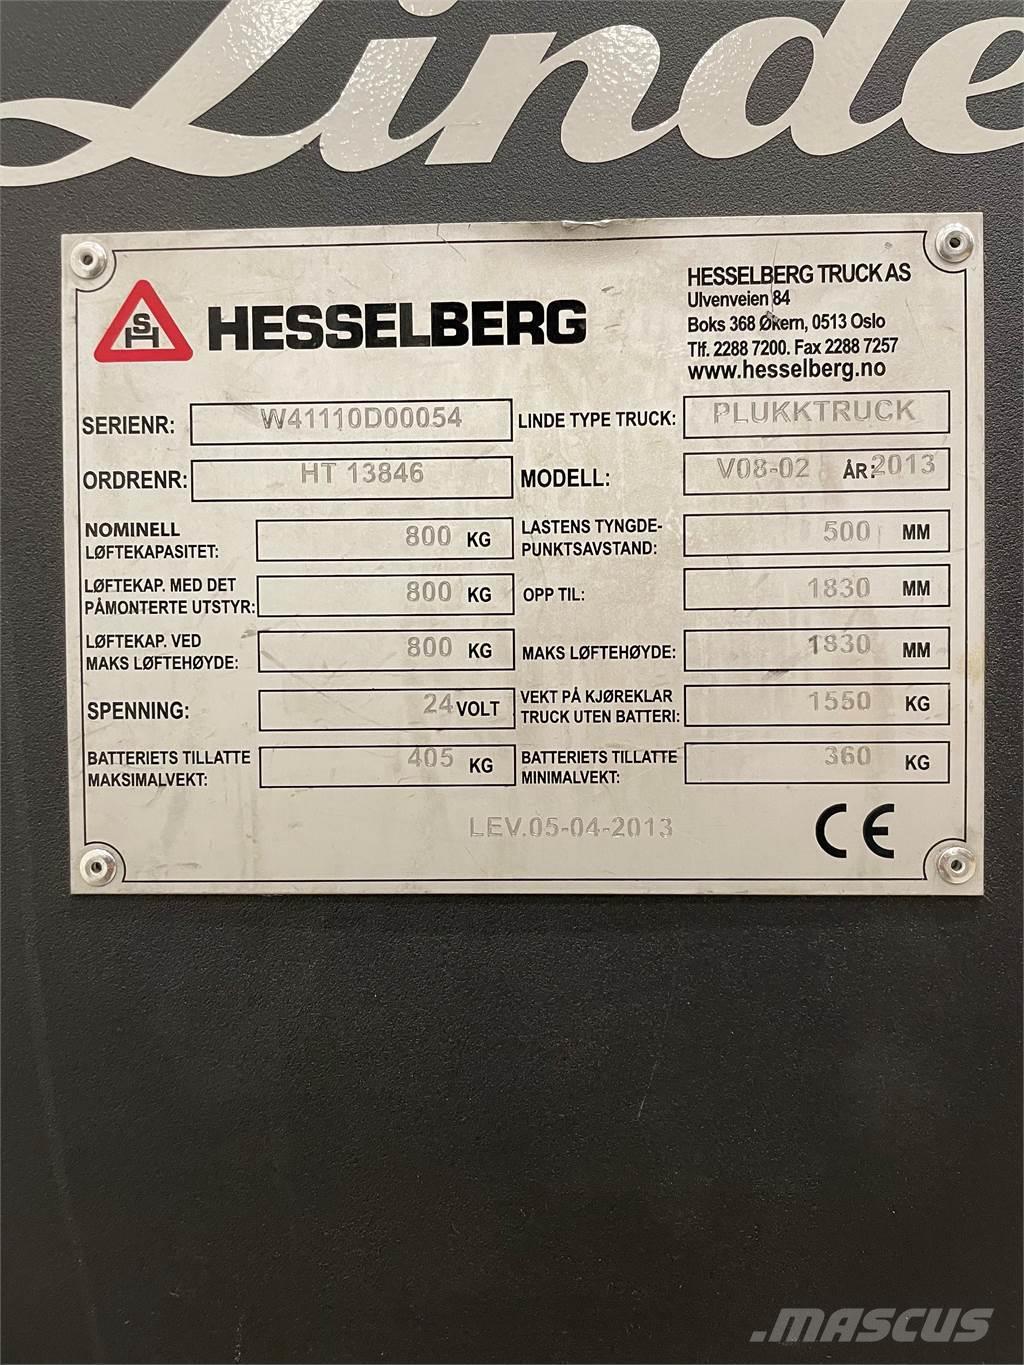 Linde
SH HESSELBERG
HESSELBERG TRUCK AS
Ulvenveien 84
Boks 368 Økern, 0513 Oslo
Tlf. 2288 7200. Fax 2288 7257
www.hesselberg.no
SERIENR: W41110D00054
LINDE TYPE TRUCK: PLUKKTRUCK
ORDRENR: HT 13846
MODELL: V08-02 ÅR: 2013
NOMINELL
LØFTEKAPASITET: 800 KG
LASTENS TYNGDE-
PUNKTSAVSTAND: 500 MM
LØFTEKAP. MED DET
PÅMONTERTE UTSTYR: 800 KG
OPP TIL: 1830 MM
LØFTEKAP. VED
MAKS LØFTEHØYDE: 800 KG
MAKS LØFTEHØYDE: 1830 MM
SPENNING: 24 VOLT
VEKT PÅ KJØREKLAR
TRUCK UTEN BATTERI: 1550 KG
BATTERIETS TILLATTE
MAKSIMALVEKT: 405 KG
BATTERIETS TILLATTE
MINIMALVEKT: 360 KG
LEV.05-04-2013
CE
.MASCUS